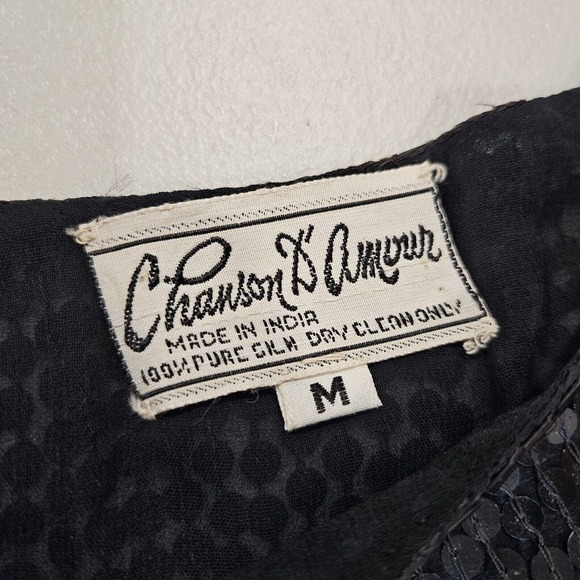 Chanson D'Amour
MADE IN INDIA
100% PURE SILK DRY CLEAN ONLY
M